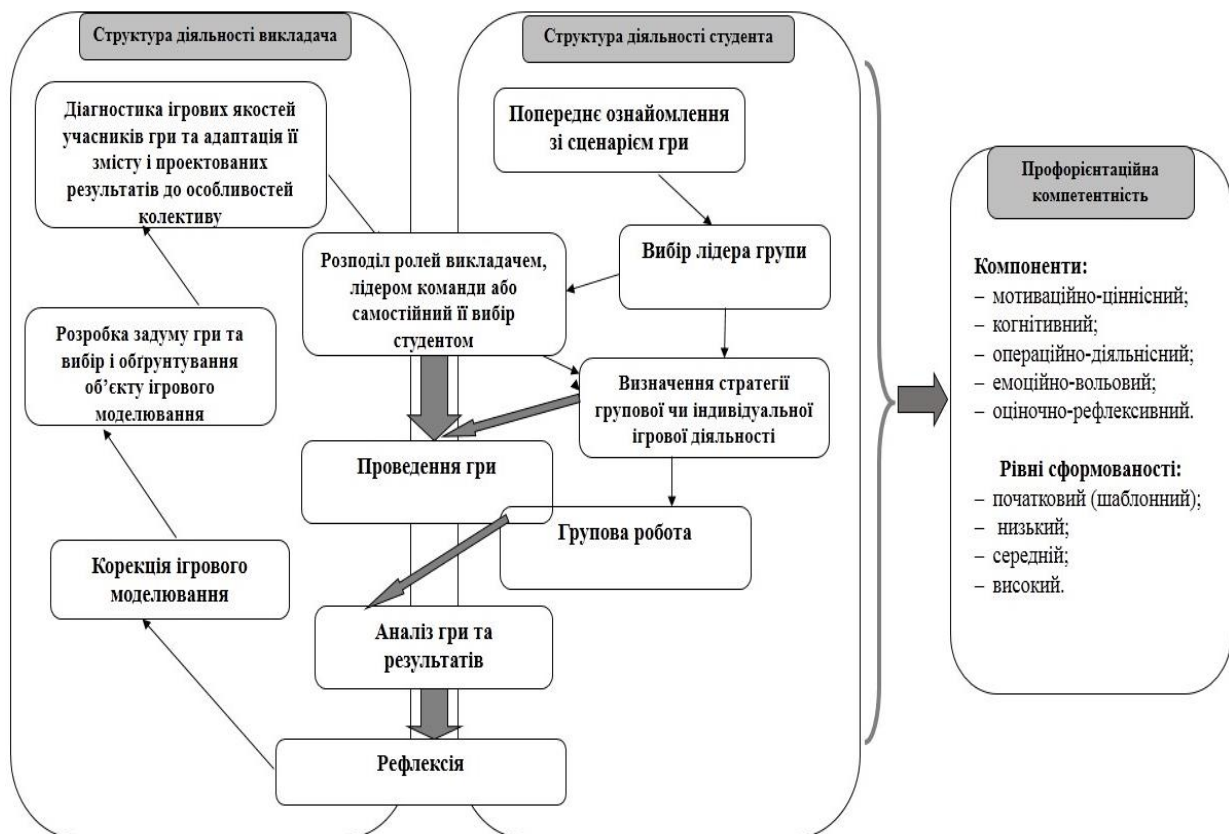 Структура діяльності викладача
Діагностика ігрових якостей
учасників гри та адаптація її
змісту і проектованих
результатів до особливостей
колективу
Розробка задуму гри та
вибір і обґрунтування
об’єкту ігрового
моделювання
Корекція ігрового
моделювання
Розподіл ролей викладачем,
лідером команди або
самостійний її вибір
студентом
Проведення гри
Аналіз гри та
результатів
Рефлексія
Структура діяльності студента
Попереднє ознайомлення
зі сценарієм гри
Вибір лідера групи
Визначення стратегії
групової чи індивідуальної
ігрової діяльності
Групова робота
Профорієнтаційна
компетентність
Компоненти:
– мотиваційно-ціннісний;
– когнітивний;
– операційно-діяльнісний;
– емоційно-вольовий;
– оціночно-рефлексивний.
Рівні сформованості:
– початковий (шаблонний);
– низький;
– середній;
– високий.